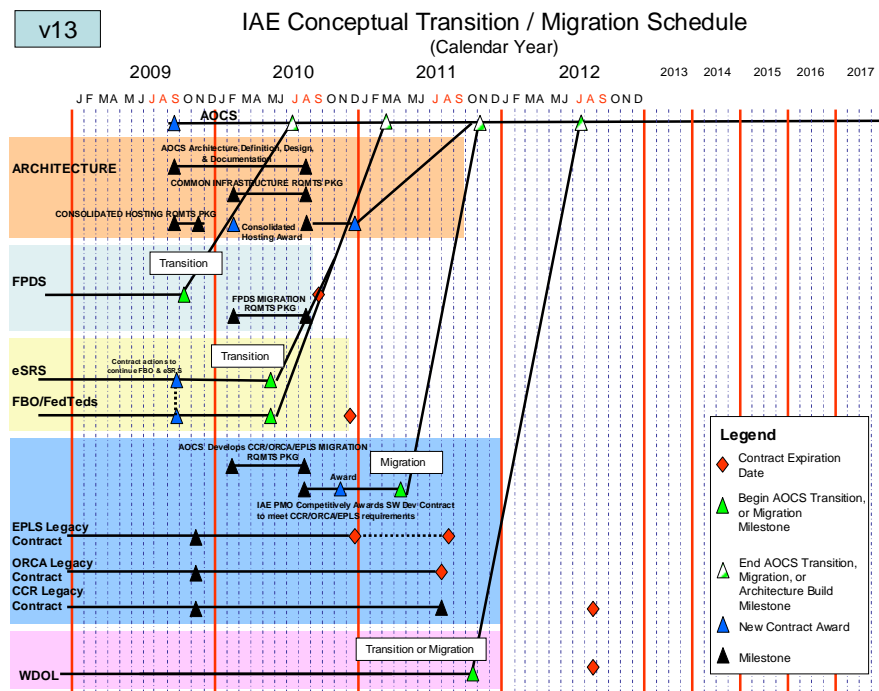 v13
IAE Conceptual Transition / Migration Schedule
(Calendar Year)
2009 2010 2011 2012 2013 2014 2015 2016 2017
J F M A M J J A S O N D J F M A M J J A S O N D J F M A M J J A S O N D J F M A M J J A S O N D
AOCS
AOCS Architecture Definition, Design,
& Documentation
ARCHITECTURE
COMMON INFRASTRUCTURE RQMTS PKG
CONSOLIDATED HOSTING RQMTS PKG
Consolidated
Hosting Award
Transition
FPDS
FPDS MIGRATION
RQMTS PKG
Transition
Contract actions to
continue FBO & eSRS
eSRS
FBO/FedTeds
AOCS' Develops CCR/ORCA/EPLS MIGRATION
RQMTS PKG
Migration
Award
IAE PMO Competitively Awards SW Dev Contract
to meet CCR/ORCA/EPLS requirements
EPLS Legacy
Contract
ORCA Legacy
Contract
CCR Legacy
Contract
Transition or Migration
WDOL
Legend
Contract Expiration
Date
Begin AOCS Transition,
or Migration
Milestone
End AOCS Transition,
Migration, or
Architecture Build
Milestone
New Contract Award
Milestone